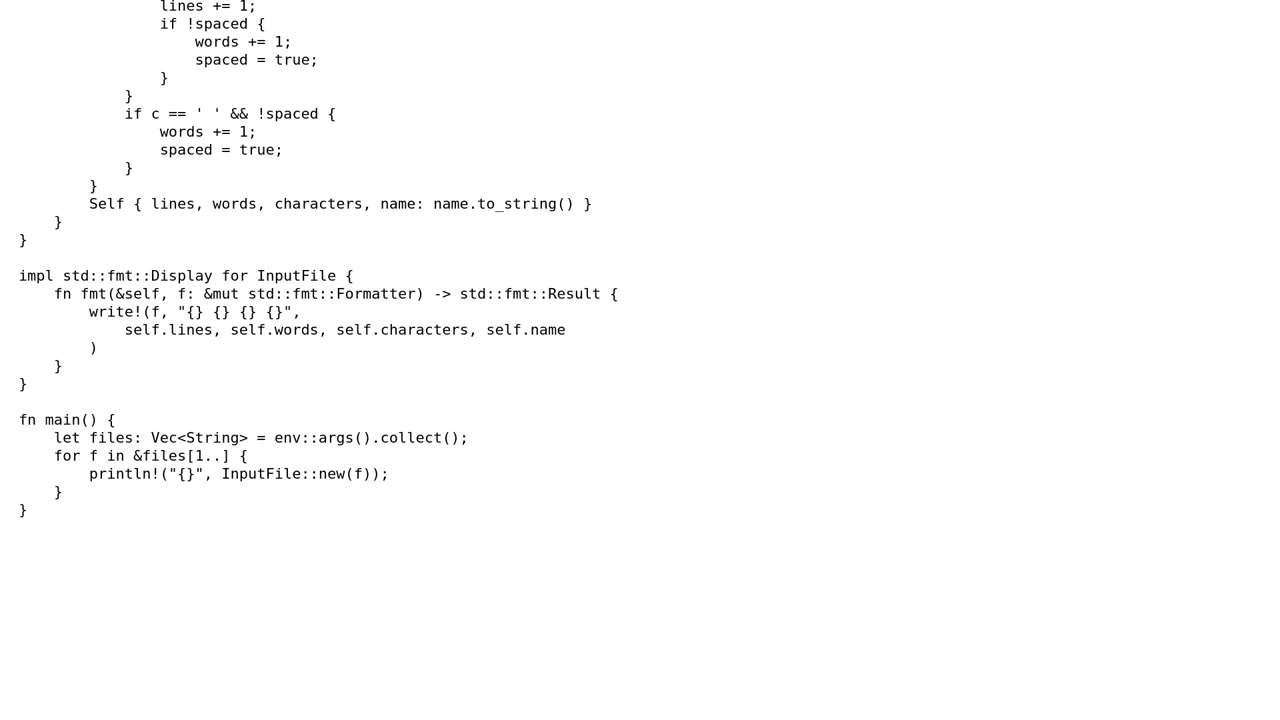 lines += 1;
                if !spaced {
                    words += 1;
                    spaced = true;
                }
            }
            if c == ' ' && !spaced {
                words += 1;
                spaced = true;
            }
        }
        Self { lines, words, characters, name: name.to_string() }
    }
}

impl std::fmt::Display for InputFile {
    fn fmt(&self, f: &mut std::fmt::Formatter) -> std::fmt::Result {
        write!(f, "{} {} {} {}",
            self.lines, self.words, self.characters, self.name
        )
    }
}

fn main() {
    let files: Vec<String> = env::args().collect();
    for f in &files[1..] {
        println!("{}", InputFile::new(f));
    }
}